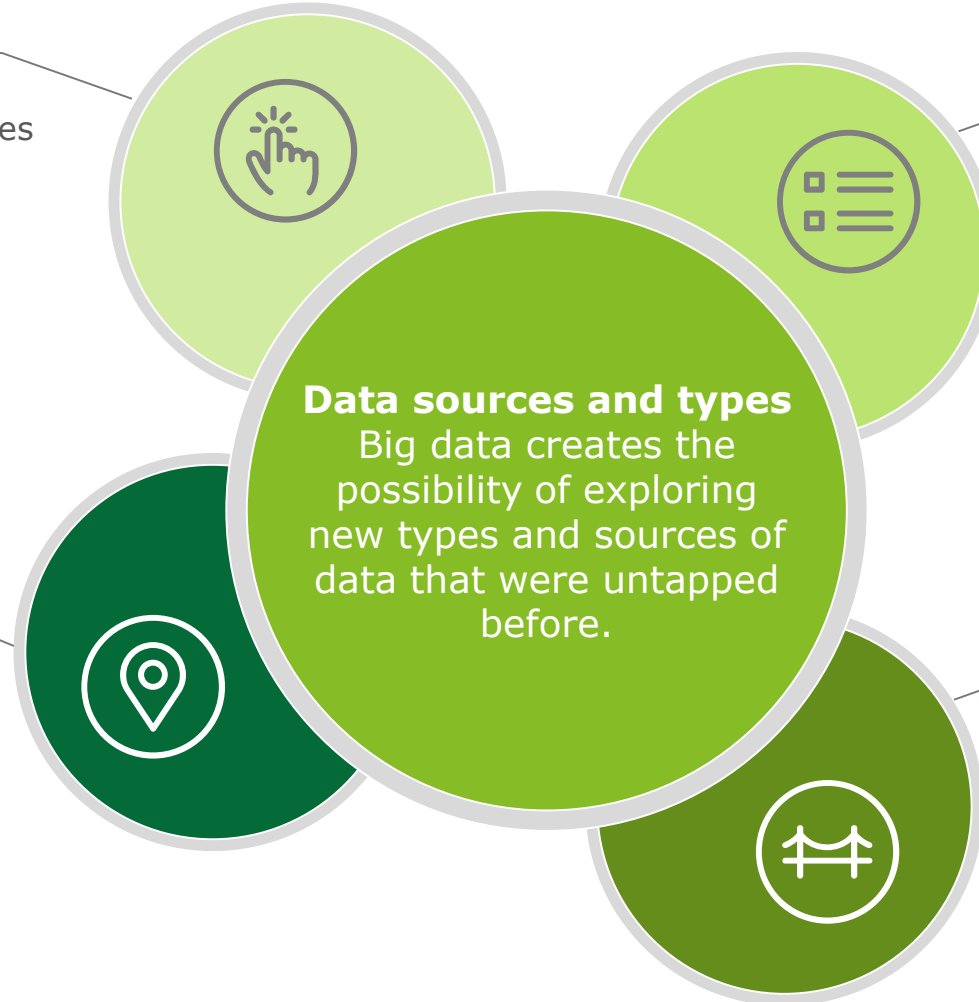 es
Data sources and types
Big data creates the
possibility of exploring
new types and sources of
data that were untapped
before.